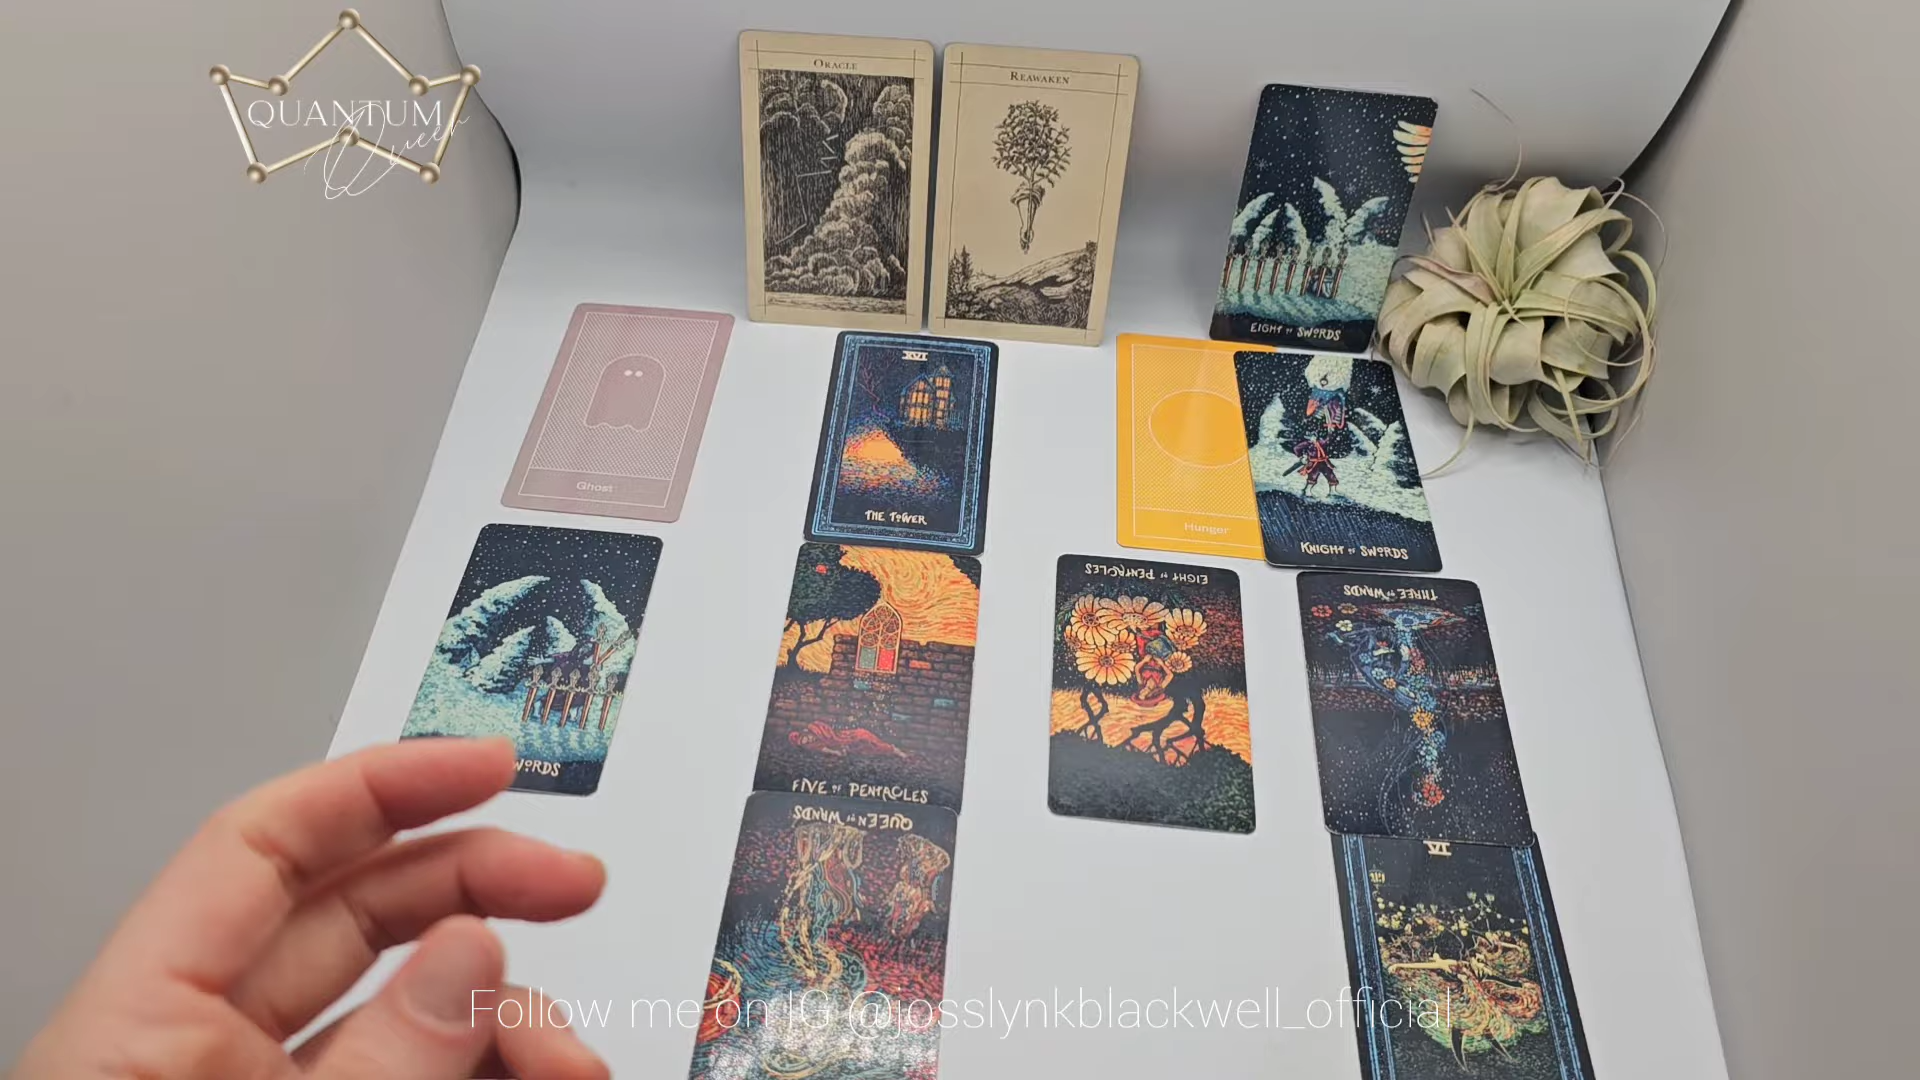 QUANTUM
Queen
ORACLE
REAWAKEN
EIGHT OF SWORDS
Ghost
XVI
THE TOWER
Hunger
KNIGHT OF SWORDS
SWORDS
FIVE OF PENTACLES
EIGHT OF PENTACLES
THREE OF WANDS
QUEEN OF WANDS
VI
Follow me on IG @josslynkblackwell_official